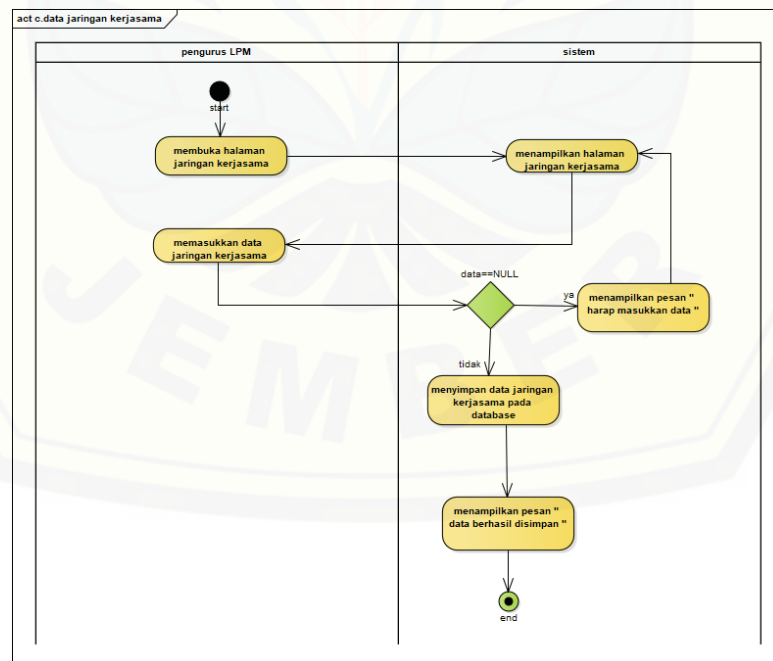 act c.data jaringan kerjasama
pengurus LPM
sistem
start
membuka halaman
jaringan kerjasama
menampilkan halaman
jaringan kerjasama
memasukkan data
jaringan kerjasama
data==NULL
ya
menampilkan pesan "
harap masukkan data "
tidak
menyimpan data jaringan
kerjasama pada
database
menampilkan pesan "
data berhasil disimpan "
end
JEMBER